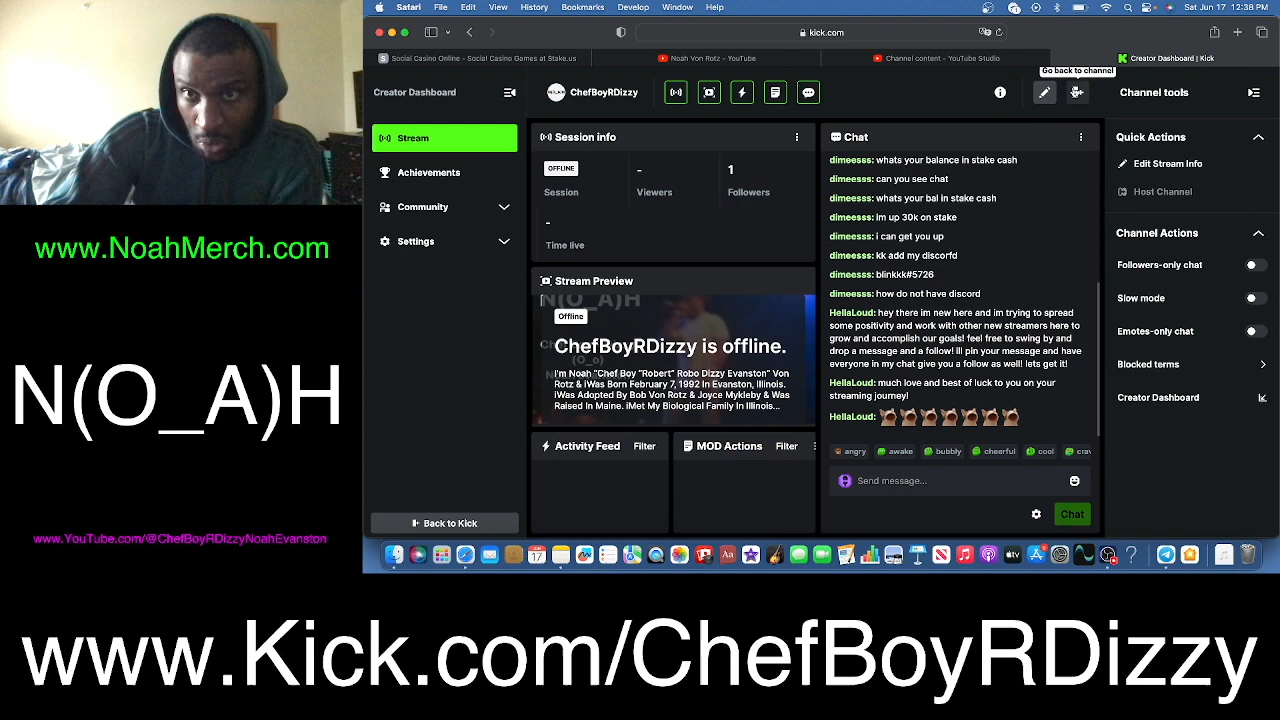 Safari File Edit View History Bookmarks Develop Window Help
Sat Jun 17 12:38 PM
kick.com
Social Casino Online - Social Casino Games at Stake.us
Noah Von Rotz - YouTube
Channel content - YouTube Studio
Creator Dashboard | Kick
Go back to channel
Creator Dashboard
ChefBoyRDizzy
Channel tools
Stream
Achievements
Community
Settings
Back to Kick
Session info
OFFLINE
Session
-
Viewers
1
Followers
-
Time live
Stream Preview
N(O_A)H
Offline
ChefBoyRDizzy is offline.
I'm Noah "Chef Boy "Robert" Robo Dizzy Evanston" Von
Rotz & iWas Born February 7, 1992 In Evanston, Illinois.
iWas Adopted By Bob Von Rotz & Joyce Mykleby & Was
Raised In Maine. iMet My Biological Family In Illinois...
Activity Feed Filter
MOD Actions Filter
Chat
dimeesss: whats your balance in stake cash
dimeesss: can you see chat
dimeesss: whats your bal in stake cash
dimeesss: im up 30k on stake
dimeesss: i can get you up
dimeesss: kk add my discorfd
dimeesss: blinkkk#5726
dimeesss: how do not have discord
HellaLoud: hey there im new here and im trying to spread
some positivity and work with other new streamers here to
grow and accomplish our goals! feel free to swing by and
drop a message and a follow! ill pin your message and have
everyone in my chat give you a follow as well! lets get it!
HellaLoud: much love and best of luck to you on your
streaming journey!
HellaLoud:
angry awake bubbly cheerful cool crav
Send message...
Chat
Quick Actions
Edit Stream Info
Host Channel
Channel Actions
Followers-only chat
Slow mode
Emotes-only chat
Blocked terms
Creator Dashboard
www.NoahMerch.com
N(O_A)H
www.YouTube.com/@ChefBoyRDizzyNoahEvanston
www.Kick.com/ChefBoyRDizzy